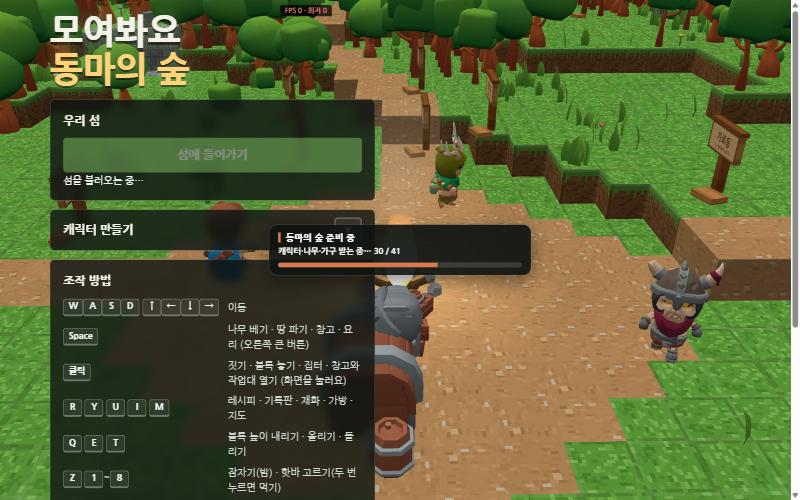 FPS 0 · 최저 0
모여봐요
동마의 숲
우리 섬
섬에 들어가기
섬을 불러오는 중…
캐릭터 만들기
동마의 숲 준비 중
캐릭터·나무·가구 받는 중… 30 / 41
조작 방법
W A S D ↑ ← ↓ → 이동
Space 나무 베기 · 땅 파기 · 창고 · 요
리 (오른쪽 큰 버튼)
클릭 짓기 · 블록 놓기 · 집터 · 창고와
작업대 열기 (화면을 눌러요)
R Y U I M 레시피 · 기록판 · 재화 · 가방 ·
지도
Q E T 블록 높이 내리기 · 올리기 · 돌
리기
Z 1 ~ 8 잠자기(밤) · 핫바 고르기(두 번
누르면 먹기)